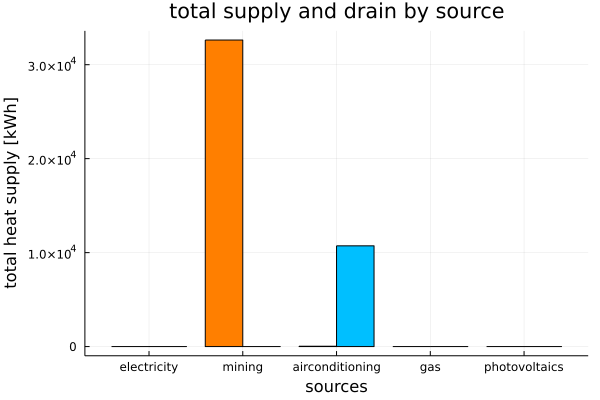 total supply and drain by source
total heat supply [kWh]
3.0×10⁴
2.0×10⁴
1.0×10⁴
0
electricity mining airconditioning gas photovoltaics
sources